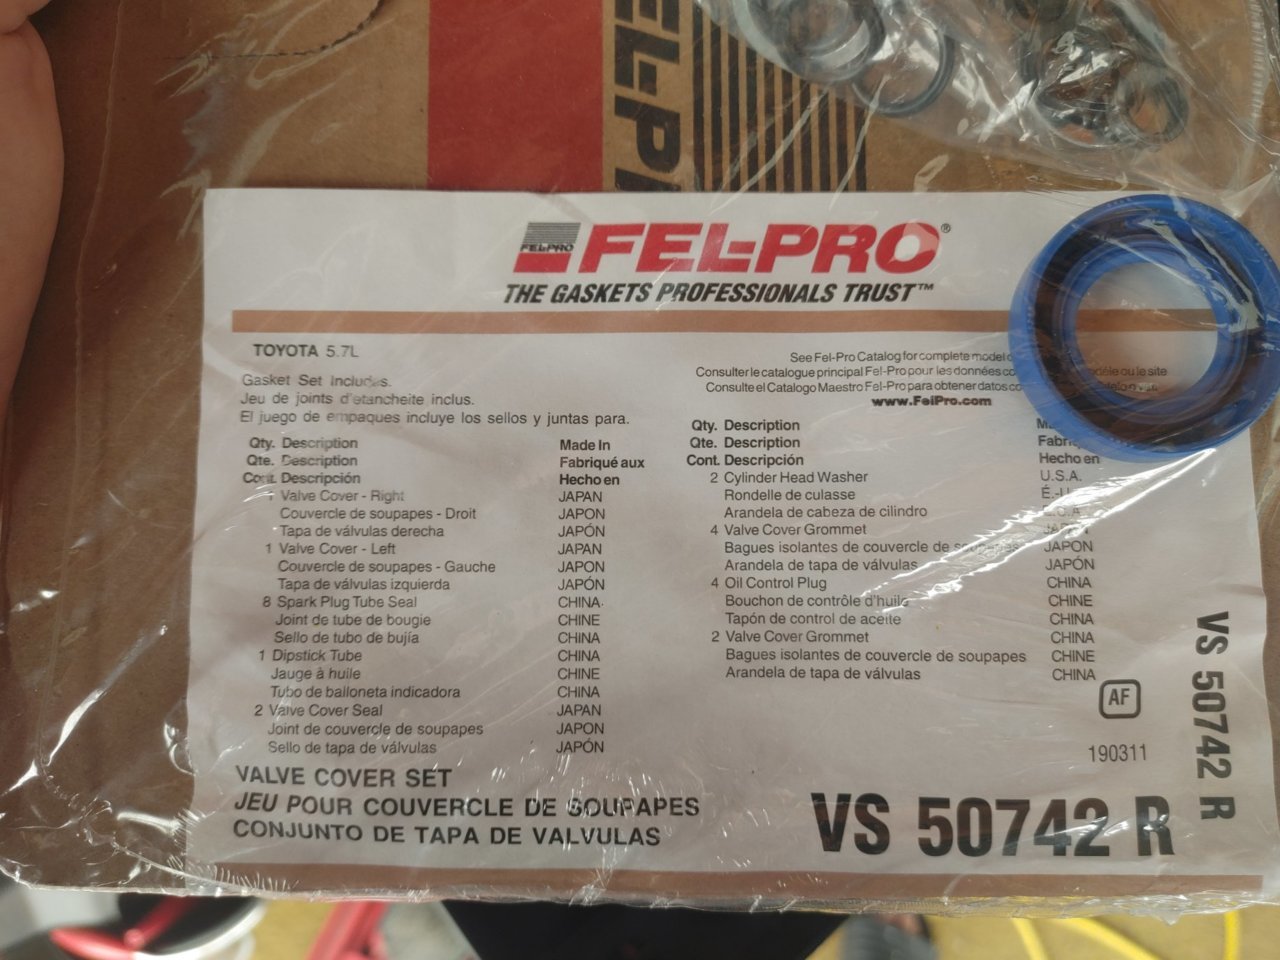 FEL-PRO
FEL-PRO
FEL-PRO®
THE GASKETS PROFESSIONALS TRUST™
TOYOTA 5.7L
Gasket Set Includes.
Jeu de joints d'etancheite inclus.
El juego de empaques incluye los sellos y juntas para.
Qty. Description Made In
Qte. Description Fabriqué aux
Cont. Descripción Hecho en
1 Valve Cover - Right JAPAN
Couvercle de soupapes - Droit JAPON
Tapa de válvulas derecha JAPÓN
1 Valve Cover - Left JAPAN
Couvercle de soupapes - Gauche JAPON
Tapa de válvulas izquierda JAPÓN
8 Spark Plug Tube Seal CHINA
Joint de tube de bougie CHINE
Sello de tubo de bujía CHINA
1 Dipstick Tube CHINA
Jauge à huile CHINE
Tubo de balloneta indicadora CHINA
2 Valve Cover Seal JAPAN
Joint de couvercle de soupapes JAPON
Sello de tapa de válvulas JAPÓN
See Fel-Pro Catalog for complete model
Consulter le catalogue principal Fel-Pro pour les données modèle ou le site
Consulte el Catalogo Maestro Fel-Pro para obtener datos
www.FelPro.com
Qty. Description
Qte. Description
Cont. Descripción Hecho en
2 Cylinder Head Washer U.S.A.
Rondelle de culasse
Arandela de cabeza de cilindro E.U.A.
4 Valve Cover Grommet JAPAN
Bagues isolantes de couvercle de soupapes JAPON
Arandela de tapa de válvulas JAPÓN
4 Oil Control Plug CHINA
Bouchon de contrôle d'huile CHINE
Tapón de control de aceite CHINA
2 Valve Cover Grommet CHINA
Bagues isolantes de couvercle de soupapes CHINE
Arandela de tapa de válvulas CHINA
AF
190311
VALVE COVER SET
JEU POUR COUVERCLE DE SOUPAPES
CONJUNTO DE TAPA DE VALVULAS
VS 50742 R
VS 50742 R